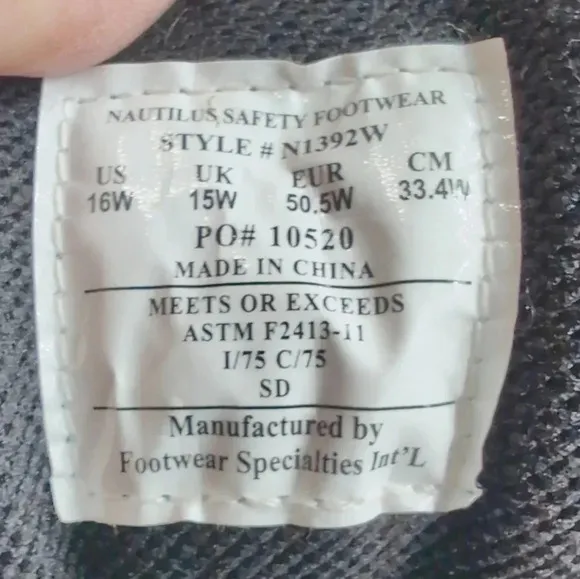 NAUTILUS SAFETY FOOTWEAR
STYLE # N1392W
US UK EUR CM
16W 15W 50.5W 33.4W
PO# 10520
MADE IN CHINA
MEETS OR EXCEEDS
ASTM F2413-11
I/75 C/75
SD
Manufactured by
Footwear Specialties Int'L